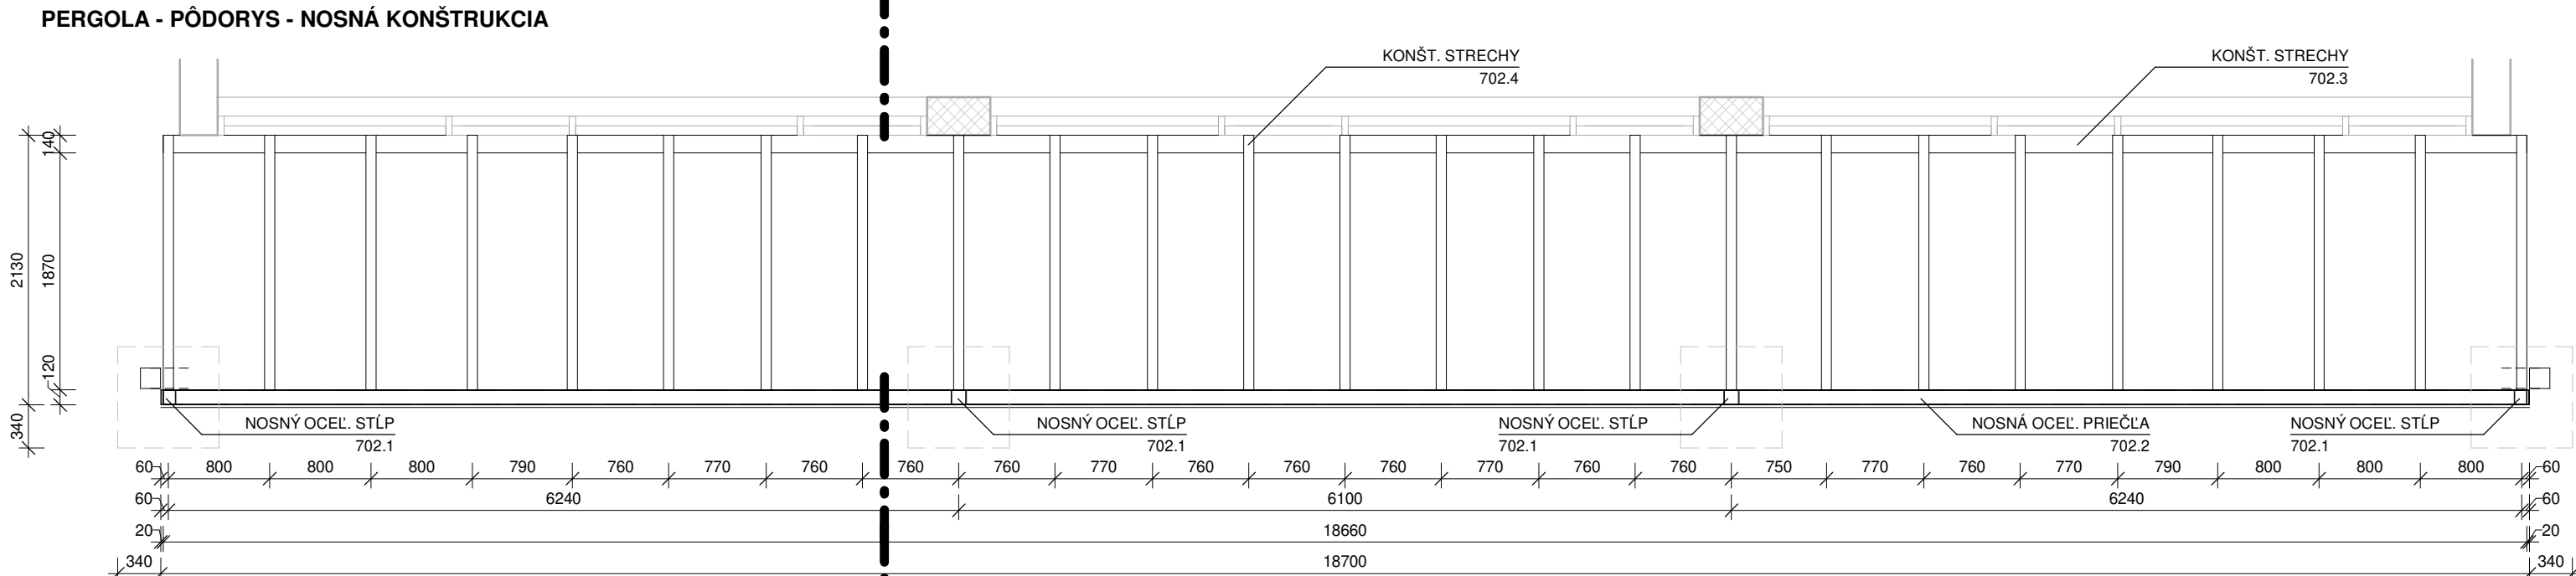 PERGOLA - PÔDORYS - NOSNÁ KONŠTRUKCIA
KONŠT. STRECHY
702.4
KONŠT. STRECHY
702.3
140
2130
1870
120
340
NOSNÝ OCEĽ. STĹP
702.1
NOSNÝ OCEĽ. STĹP
702.1
NOSNÝ OCEĽ. STĹP
702.1
NOSNÁ OCEĽ. PRIEČĽA
702.2
NOSNÝ OCEĽ. STĹP
702.1
60 800 800 800 790 760 770 760 760 760 770 760 760 760 770 760 760 750 770 760 770 790 800 800 800 60
60 6240 6100 6240 60
20 18660 20
340 18700 340